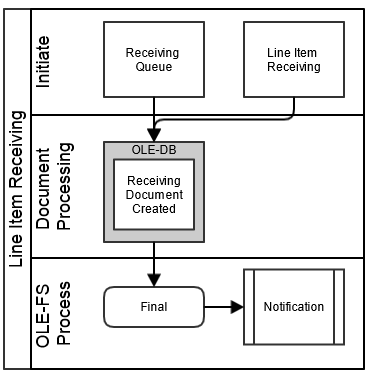 Line Item Receiving
Initiate
Receiving
Queue
Line Item
Receiving
Document
Processing
OLE-DB
Receiving
Document
Created
OLE-FS
Process
Final
Notification